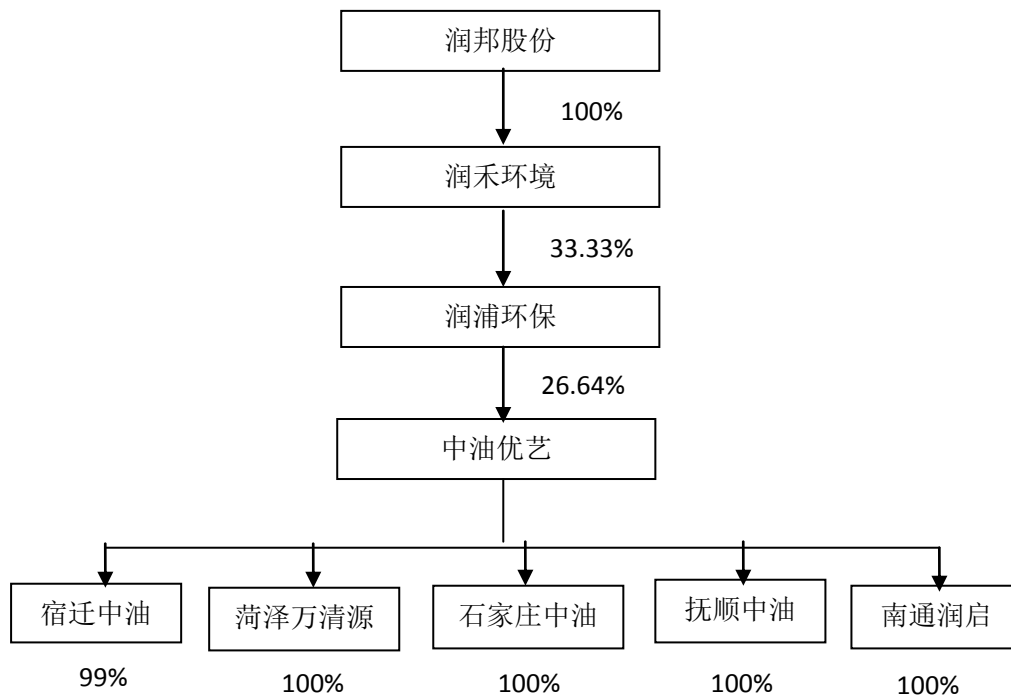 润邦股份
100%
润禾环境
33.33%
润浦环保
26.64%
中油优艺
宿迁中油
菏泽万清源
石家庄中油
抚顺中油
南通润启
99%
100%
100%
100%
100%